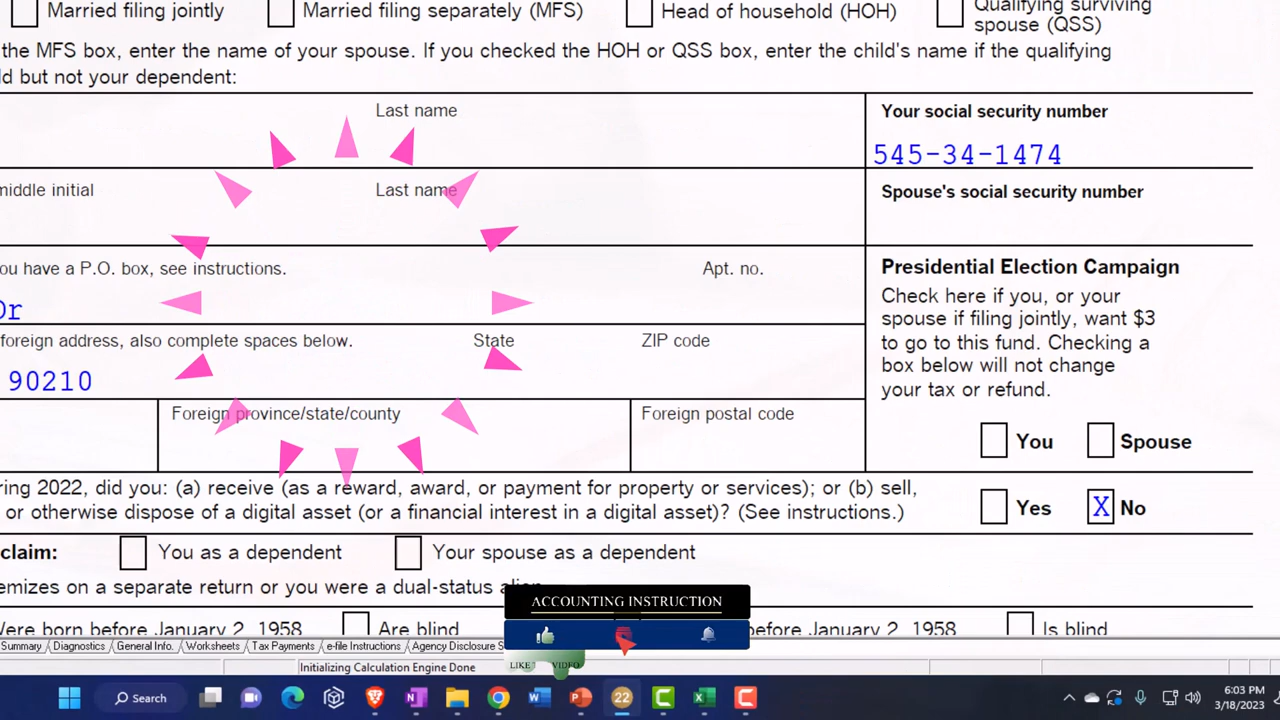 Married filing jointly
Married filing separately (MFS)
Head of household (HOH)
Qualifying surviving
spouse (QSS)
the MFS box, enter the name of your spouse. If you checked the HOH or QSS box, enter the child's name if the qualifying
ld but not your dependent:
Last name
Your social security number
545-34-1474
middle initial
Last name
Spouse's social security number
ou have a P.O. box, see instructions.
Apt. no.
Dr
Presidential Election Campaign
Check here if you, or your
spouse if filing jointly, want $3
to go to this fund. Checking a
box below will not change
your tax or refund.
foreign address, also complete spaces below.
State
ZIP code
90210
Foreign province/state/county
Foreign postal code
You
Spouse
ring 2022, did you: (a) receive (as a reward, award, or payment for property or services); or (b) sell,
or otherwise dispose of a digital asset (or a financial interest in a digital asset)? (See instructions.)
Yes
X No
claim:
You as a dependent
Your spouse as a dependent
emizes on a separate return or you were a dual-status alien
ACCOUNTING INSTRUCTION
Were born before January 2, 1958
Are blind
before January 2, 1958
Is blind
LIKE VIDEO
Summary
Diagnostics
General Info.
Worksheets
Tax Payments
e-file Instructions
Agency Disclosure S
Initializing Calculation Engine Done
Search
22
6:03 PM
3/18/2023